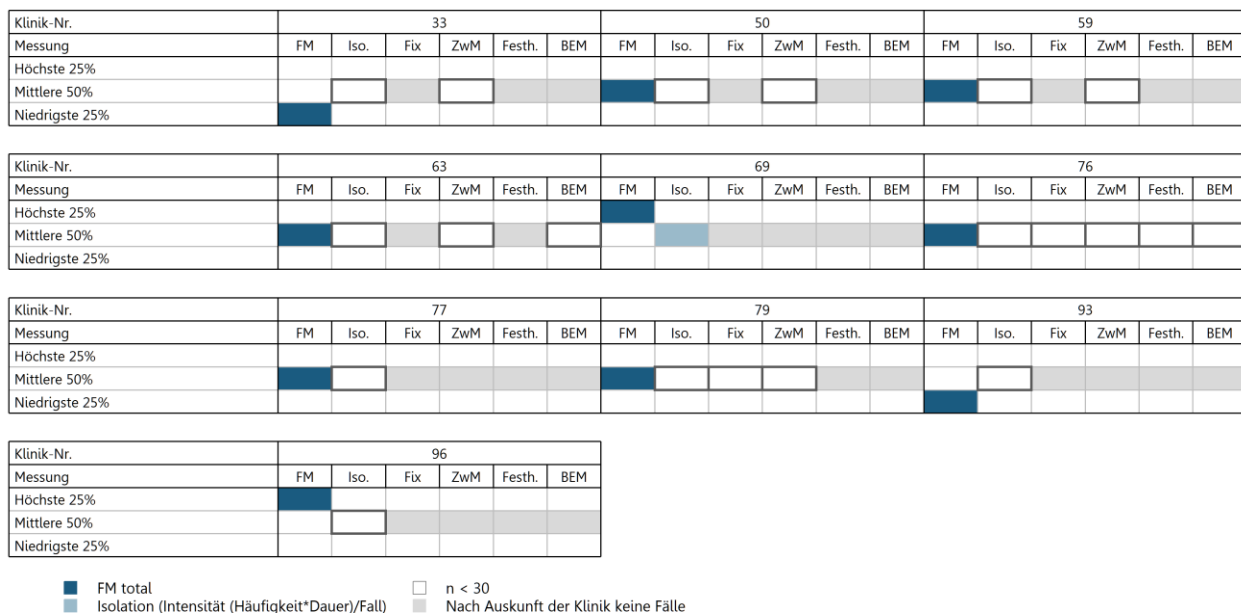 Klinik-Nr. 33 50 59
Messung FM Iso. Fix ZwM Festh. BEM FM Iso. Fix ZwM Festh. BEM FM Iso. Fix ZwM Festh. BEM
Höchste 25%
Mittlere 50%
Niedrigste 25%
Klinik-Nr. 63 69 76
Messung FM Iso. Fix ZwM Festh. BEM FM Iso. Fix ZwM Festh. BEM FM Iso. Fix ZwM Festh. BEM
Höchste 25%
Mittlere 50%
Niedrigste 25%
Klinik-Nr. 77 79 93
Messung FM Iso. Fix ZwM Festh. BEM FM Iso. Fix ZwM Festh. BEM FM Iso. Fix ZwM Festh. BEM
Höchste 25%
Mittlere 50%
Niedrigste 25%
Klinik-Nr. 96
Messung FM Iso. Fix ZwM Festh. BEM
Höchste 25%
Mittlere 50%
Niedrigste 25%
FM total n < 30
Isolation (Intensität (Häufigkeit*Dauer)/Fall) Nach Auskunft der Klinik keine Fälle